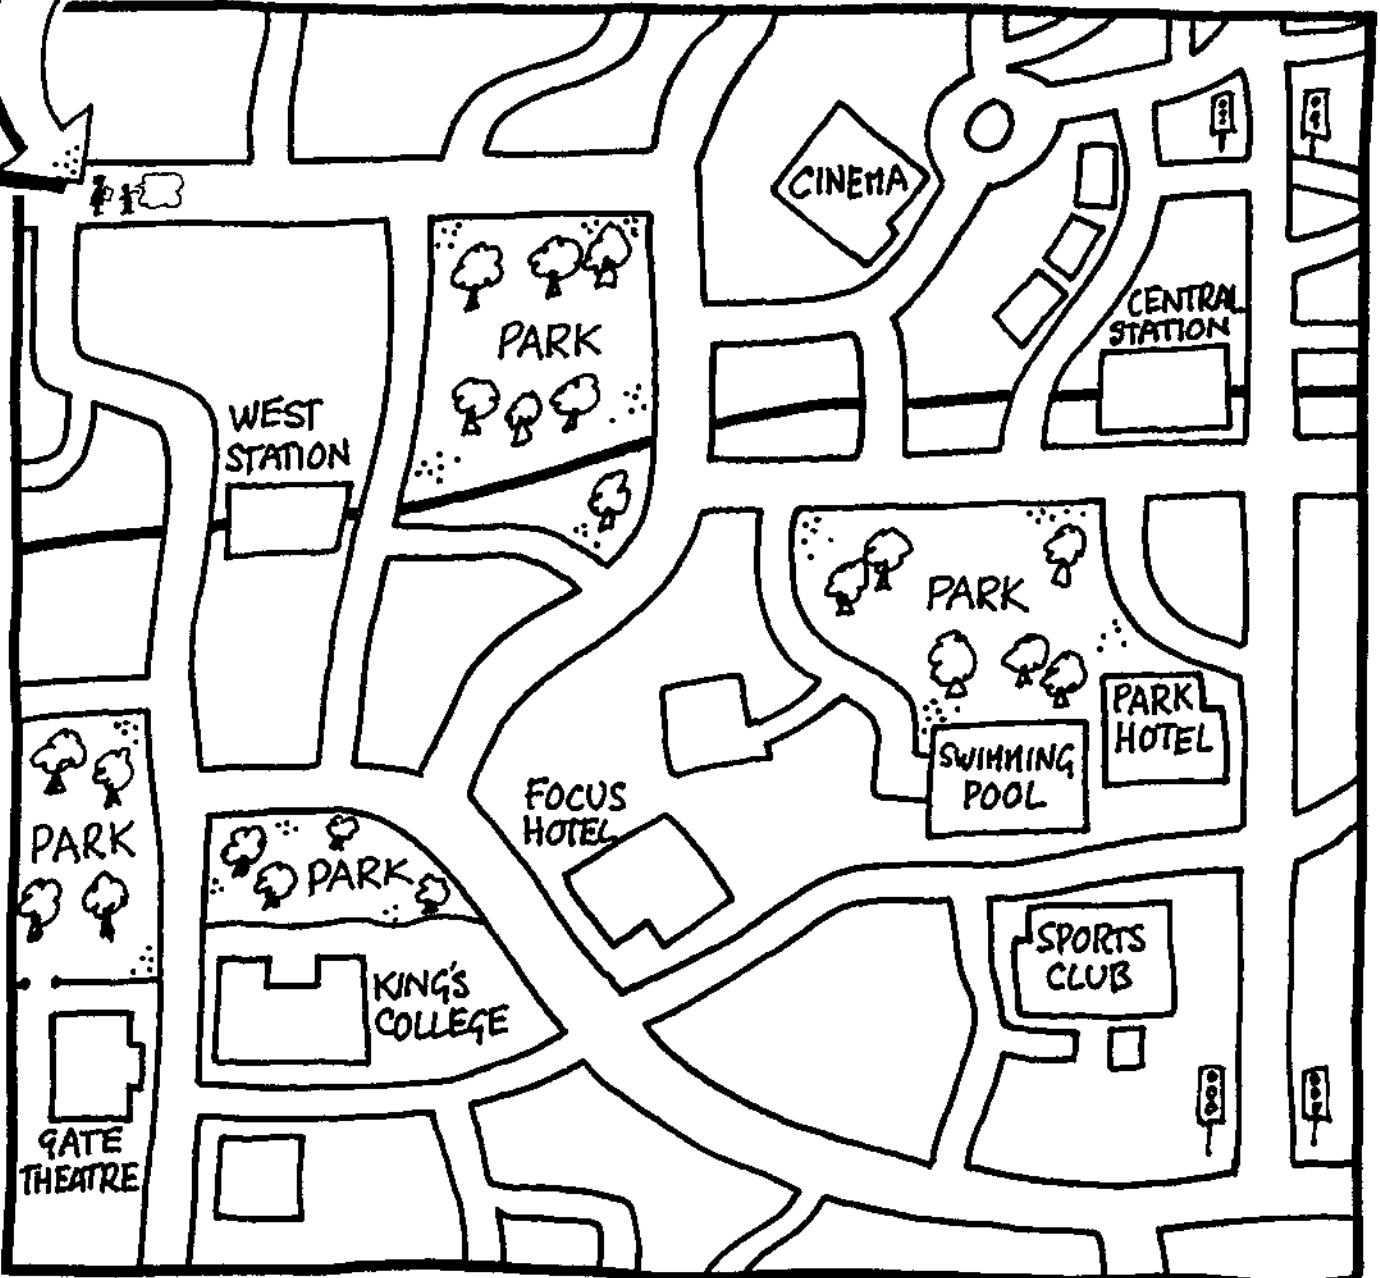 CINEMA
CENTRAL
STATION
PARK
WEST
STATION
PARK
PARK
HOTEL
SWIMMING
POOL
FOCUS
HOTEL
PARK
PARK
SPORTS
CLUB
KING'S
COLLEGE
GATE
THEATRE